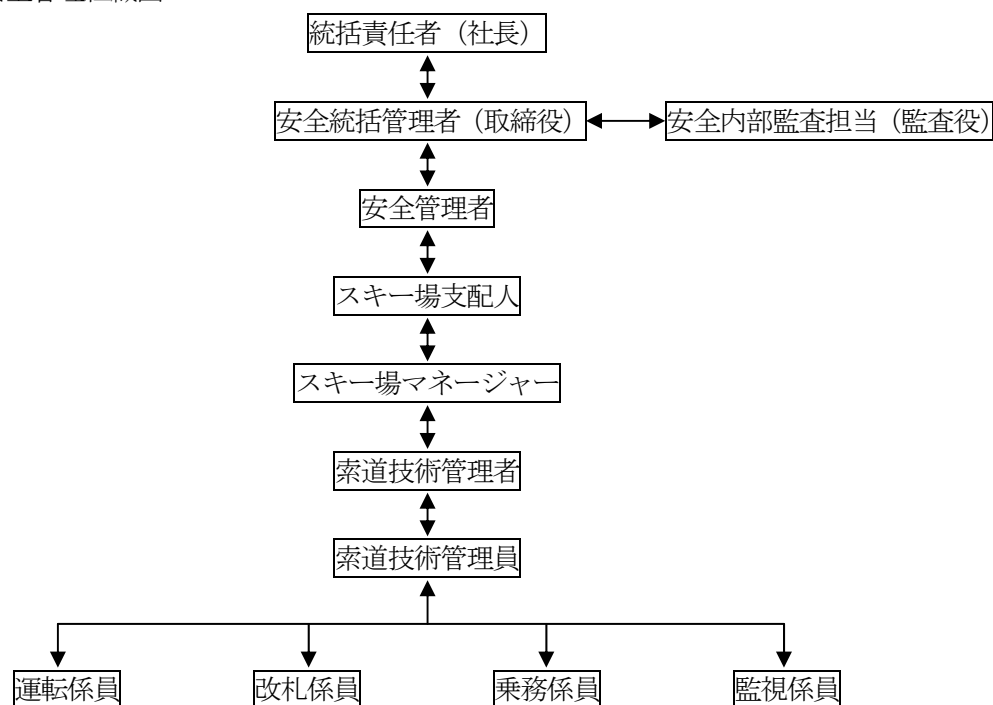 統括責任者（社長）
安全統括管理者（取締役）
安全内部監査担当（監査役）
安全管理者
スキー場支配人
スキー場マネージャー
索道技術管理者
索道技術管理員
運転係員
改札係員
乗務係員
監視係員